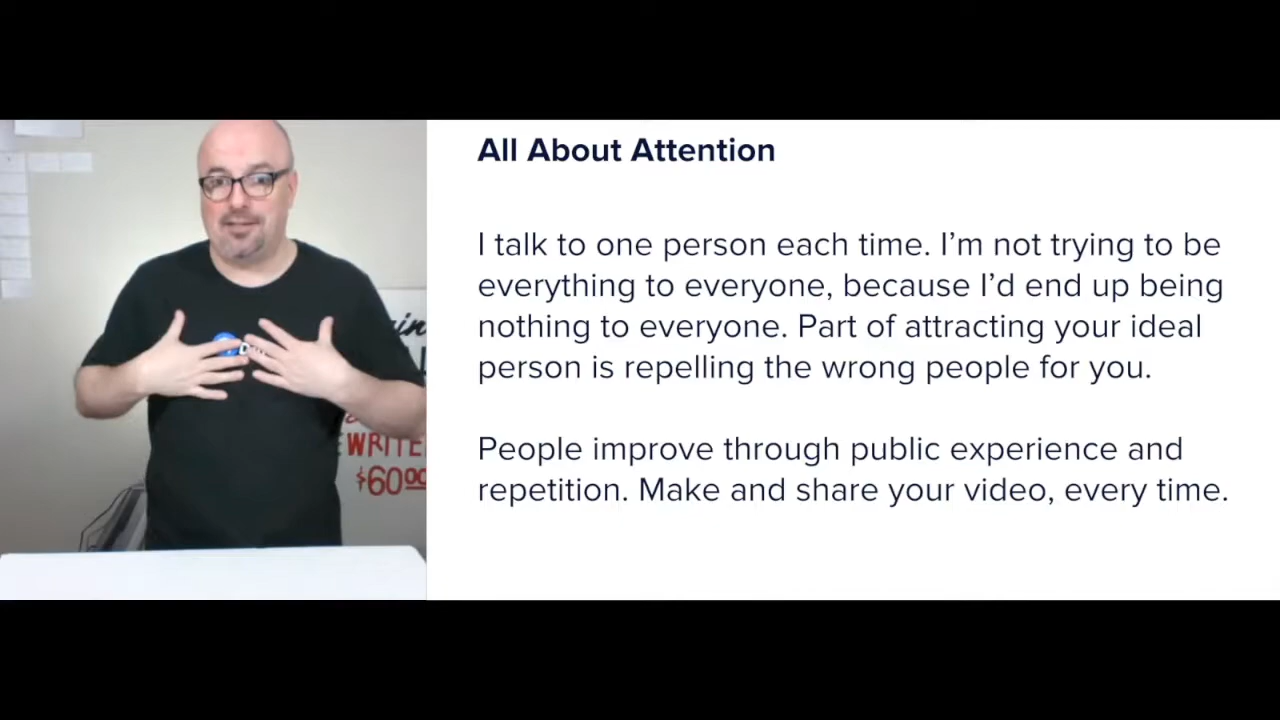 All About Attention
I talk to one person each time. I’m not trying to be
everything to everyone, because I’d end up being
nothing to everyone. Part of attracting your ideal
person is repelling the wrong people for you.
People improve through public experience and
repetition. Make and share your video, every time.
$60⁰⁰